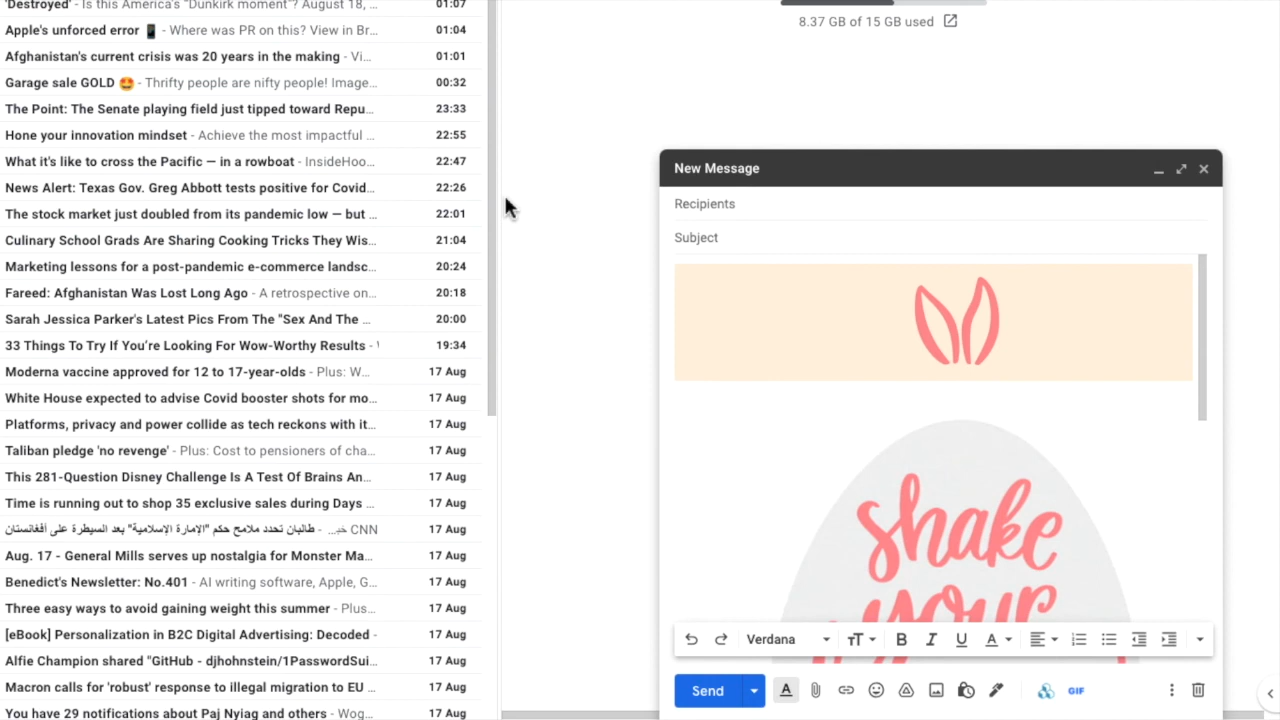 'Destroyed' - Is this America's "Dunkirk moment"? August 18, ... 01:07
Apple's unforced error 📱 - Where was PR on this? View in Br... 01:04
Afghanistan's current crisis was 20 years in the making - Vi... 01:01
Garage sale GOLD 🤩 - Thrifty people are nifty people! Image... 00:32
The Point: The Senate playing field just tipped toward Repu... 23:33
Hone your innovation mindset - Achieve the most impactful ... 22:55
What it's like to cross the Pacific — in a rowboat - InsideHoo... 22:47
News Alert: Texas Gov. Greg Abbott tests positive for Covid... 22:26
The stock market just doubled from its pandemic low — but ... 22:01
Culinary School Grads Are Sharing Cooking Tricks They Wis... 21:04
Marketing lessons for a post-pandemic e-commerce landsc... 20:24
Fareed: Afghanistan Was Lost Long Ago - A retrospective on... 20:18
Sarah Jessica Parker's Latest Pics From The "Sex And The ... 20:00
33 Things To Try If You're Looking For Wow-Worthy Results - 19:34
Moderna vaccine approved for 12 to 17-year-olds - Plus: W... 17 Aug
White House expected to advise Covid booster shots for mo... 17 Aug
Platforms, privacy and power collide as tech reckons with it... 17 Aug
Taliban pledge 'no revenge' - Plus: Cost to pensioners of cha... 17 Aug
This 281-Question Disney Challenge Is A Test Of Brains An... 17 Aug
Time is running out to shop 35 exclusive sales during Days ... 17 Aug
طالبان تحدد ملامح حكم "الإمارة الإسلامية" بعد السيطرة على أفغانستان - CNN خبـ... 17 Aug
Aug. 17 - General Mills serves up nostalgia for Monster Ma... 17 Aug
Benedict's Newsletter: No.401 - AI writing software, Apple, G... 17 Aug
Three easy ways to avoid gaining weight this summer - Plus... 17 Aug
[eBook] Personalization in B2C Digital Advertising: Decoded - 17 Aug
Alfie Champion shared "GitHub - djhohnstein/1PasswordSui... 17 Aug
Macron calls for 'robust' response to illegal migration to EU ... 17 Aug
You have 29 notifications about Paj Nyiag and others - Wog... 17 Aug
8.37 GB of 15 GB used
New Message
Recipients
Subject
shake
your
Verdana
Send
GIF